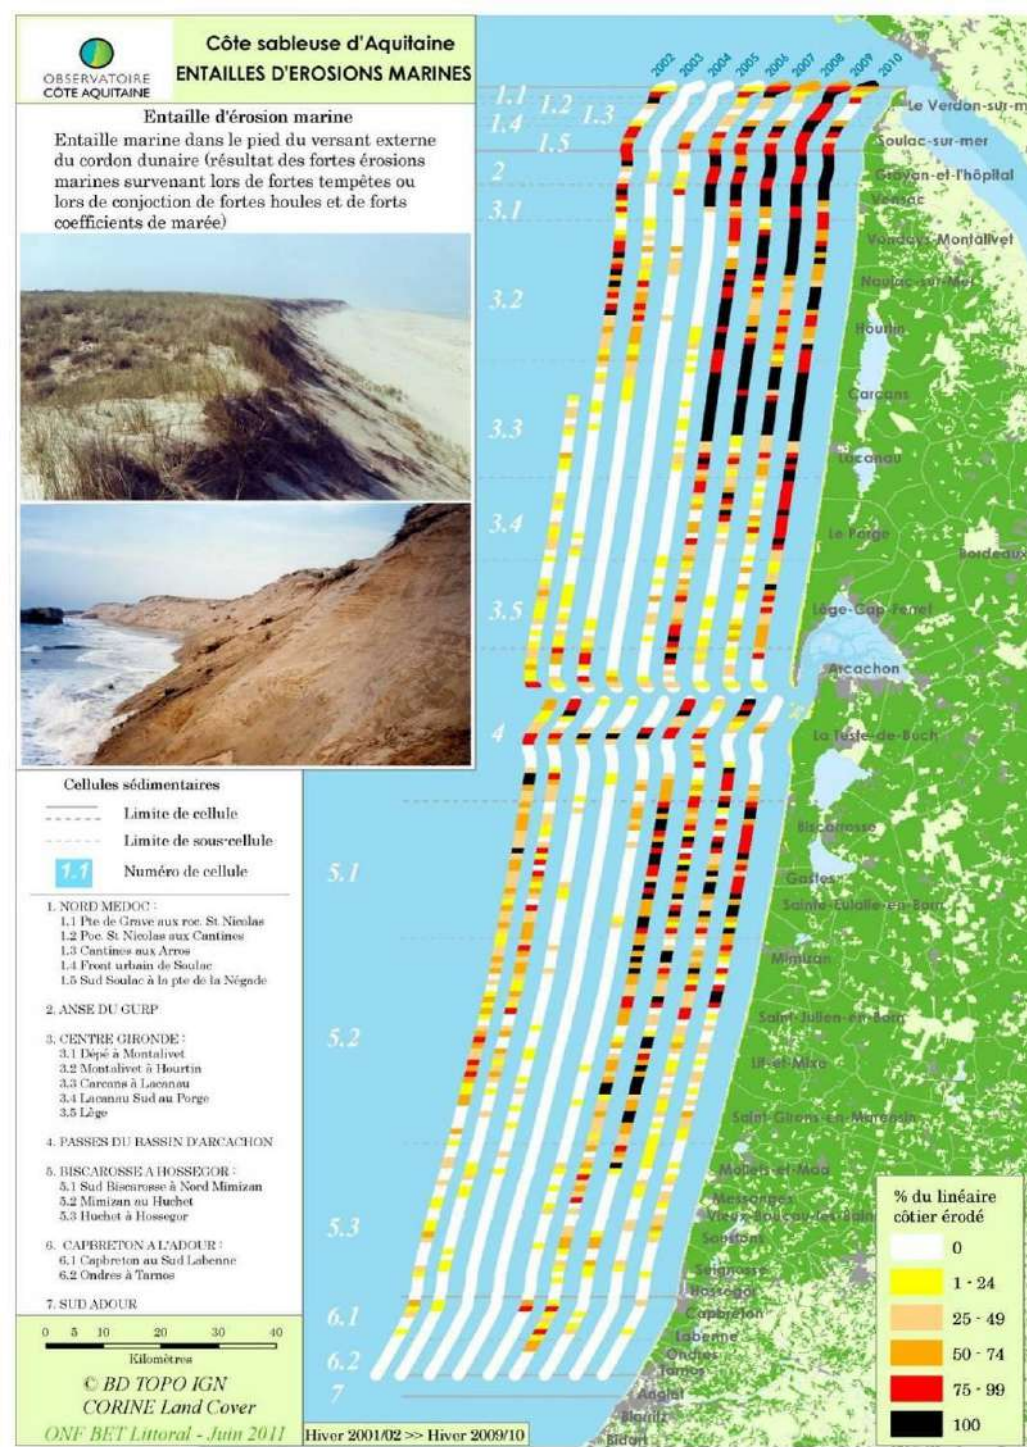 OBSERVATOIRE
CÔTE AQUITAINE
Côte sableuse d'Aquitaine
ENTAILLES D'EROSIONS MARINES
Entaille d'érosion marine
Entaille marine dans le pied du versant externe
du cordon dunaire (résultat des fortes érosions
marines survenant lors de fortes tempêtes ou
lors de conjoction de fortes houles et de forts
coefficients de marée)
2002
2003
2004
2005
2006
2007
2008
2009
2010
1.1
1.2
1.3
1.4
1.5
2
3.1
3.2
3.3
3.4
3.5
4
5.1
5.2
5.3
6.1
6.2
7
Le Verdon-sur-m
Soulac-sur-mer
Grayan-et-l'hôpital
Vensac
Vendays-Montalivet
Naujac-sur-Mer
Hourtin
Carcans
Lacanau
Le Porge
Bordeaux
Lège-Cap-Ferret
Arcachon
La Teste-de-Buch
Biscarrosse
Gastes
Sainte-Eulalie-en-Born
Mimizan
Saint-Julien-en-Born
Lit-et-Mixe
Saint-Girons-en-Marensin
Moliets-et-Maa
Messanges
Vieux-Boucau-les-Bain
Soustons
Seignosse
Hossegor
Capbreton
Labenne
Ondres
Tarnos
Anglet
Biarritz
Bidart
Cellules sédimentaires
Limite de cellule
Limite de sous-cellule
1.1 Numéro de cellule
1. NORD MEDOC :
1.1 Pte de Grave aux roc. St Nicolas
1.2 Poc. St Nicolas aux Cantines
1.3 Cantines aux Arros
1.4 Front urbain de Soulac
1.5 Sud Soulac à la pte de la Négade
2. ANSE DU GURP
3. CENTRE GIRONDE :
3.1 Dépé à Montalivet
3.2 Montalivet à Hourtin
3.3 Carcans à Lacanau
3.4 Lacanau Sud au Porge
3.5 Lège
4. PASSES DU BASSIN D'ARCACHON
5. BISCAROSSE A HOSSEGOR :
5.1 Sud Biscarosse à Nord Mimizan
5.2 Mimizan au Huchet
5.3 Huchet à Hossegor
6. CAPBRETON A L'ADOUR :
6.1 Capbreton au Sud Labenne
6.2 Ondres à Tarnos
7. SUD ADOUR
0 5 10 20 30 40
Kilomètres
© BD TOPO IGN
CORINE Land Cover
ONF BET Littoral - Juin 2011
Hiver 2001/02 >> Hiver 2009/10
% du linéaire
côtier érodé
0
1 - 24
25 - 49
50 - 74
75 - 99
100